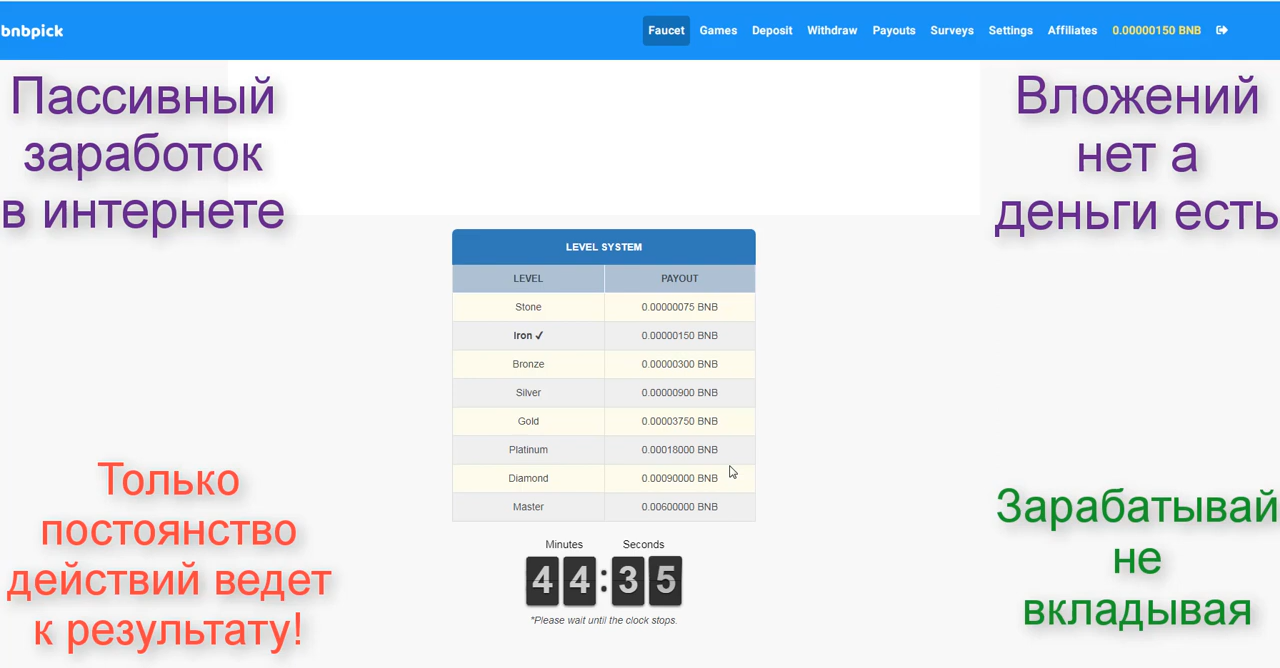 bnbpick
Faucet Games Deposit Withdraw Payouts Surveys Settings Affiliates 0.00000150 BNB
Пассивный
заработок
в интернете
Вложений
нет а
деньги есть
LEVEL SYSTEM
LEVEL PAYOUT
Stone 0.00000075 BNB
Iron ✓ 0.00000150 BNB
Bronze 0.00000300 BNB
Silver 0.00000900 BNB
Gold 0.00003750 BNB
Platinum 0.00018000 BNB
Diamond 0.00090000 BNB
Master 0.00600000 BNB
Minutes Seconds
44:35
*Please wait until the clock stops.
Только
постоянство
действий ведет
к результату!
Зарабатывай
не
вкладывая